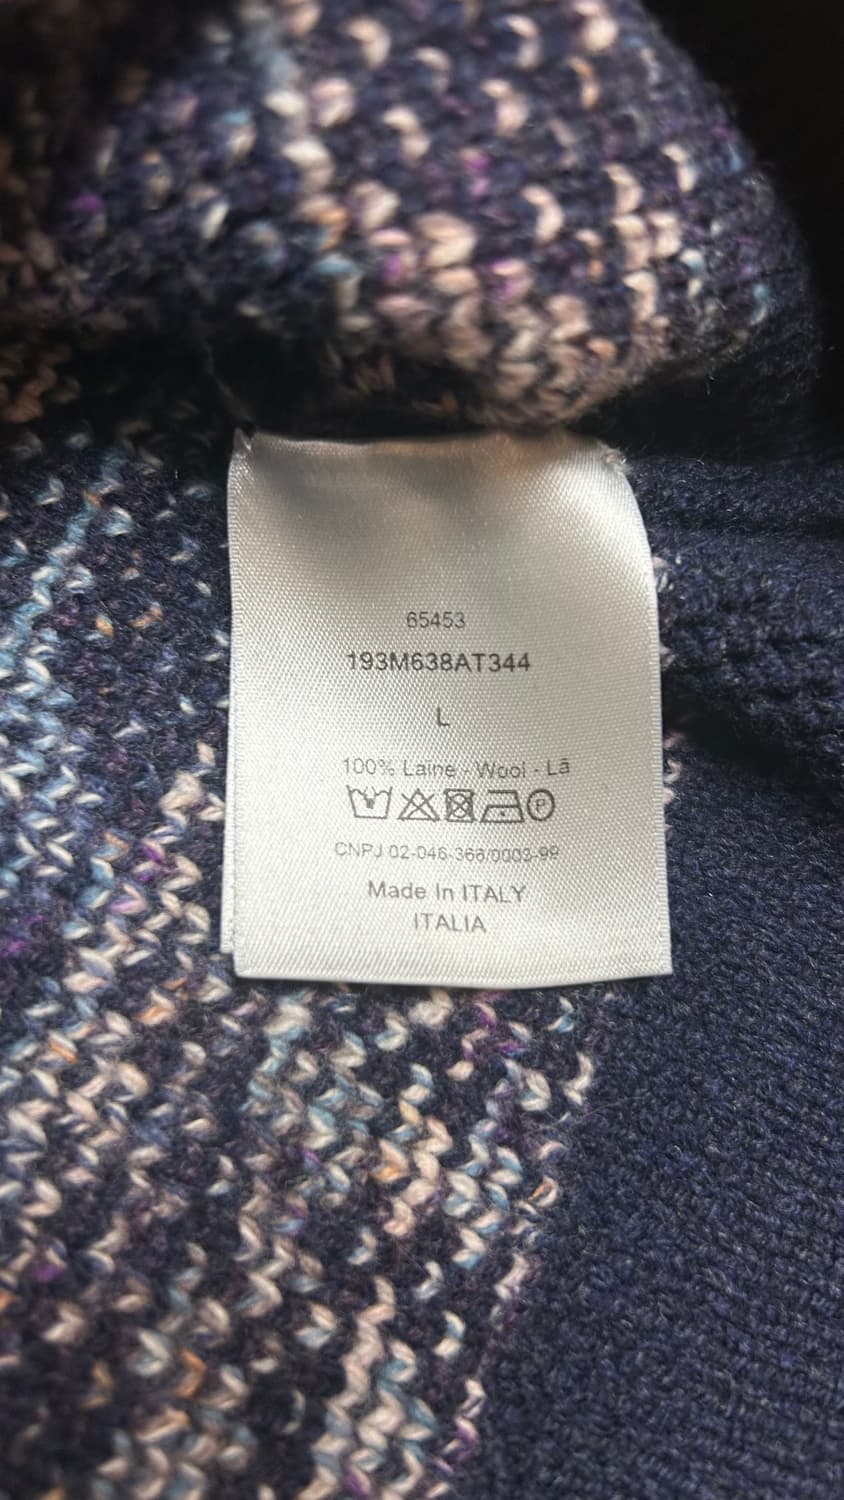 65453
193M638AT344
L
100% Laine - Wool - Lã
P
CNPJ 02-046-366/0003-99
Made In ITALY
ITALIA